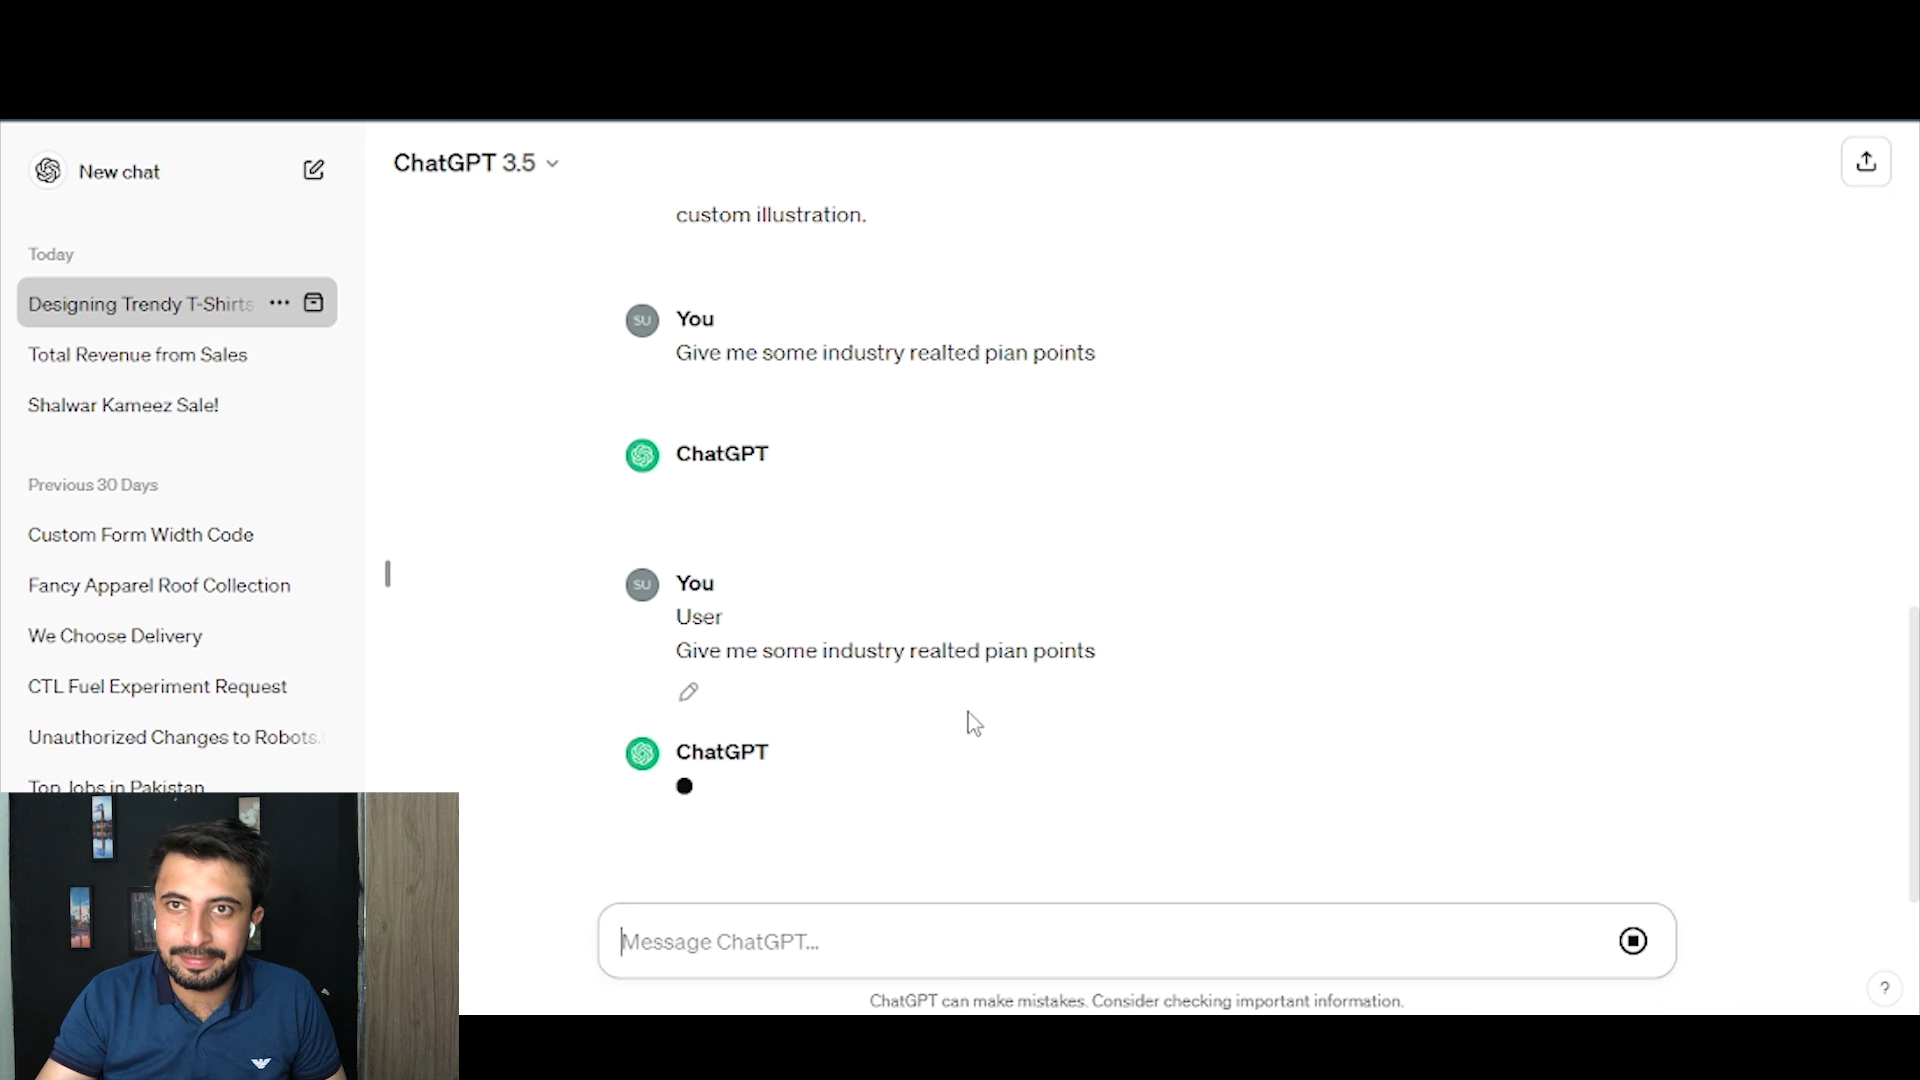 New chat
Today
Designing Trendy T-Shirts
Total Revenue from Sales
Shalwar Kameez Sale!
Previous 30 Days
Custom Form Width Code
Fancy Apparel Roof Collection
We Choose Delivery
CTL Fuel Experiment Request
Unauthorized Changes to Robots.
Top Jobs in Pakistan
ChatGPT 3.5
custom illustration.
SU
You
Give me some industry realted pian points
ChatGPT
SU
You
User
Give me some industry realted pian points
ChatGPT
Message ChatGPT...
ChatGPT can make mistakes. Consider checking important information.
?